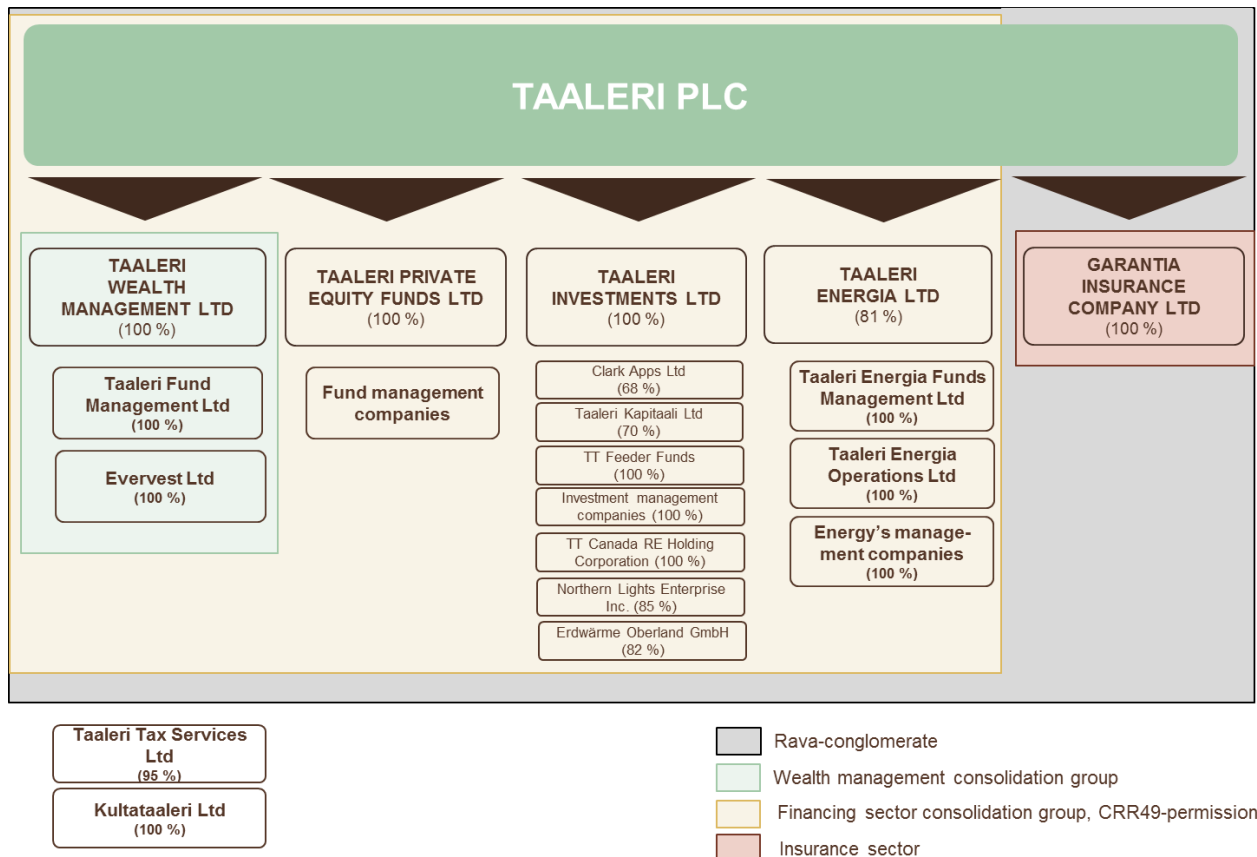 TAALERI PLC
TAALERI
WEALTH
MANAGEMENT LTD
(100 %)
Taaleri Fund
Management Ltd
(100 %)
Evervest Ltd
(100 %)
TAALERI PRIVATE
EQUITY FUNDS LTD
(100 %)
Fund management
companies
TAALERI
INVESTMENTS LTD
(100 %)
Clark Apps Ltd
(68 %)
Taaleri Kapitaali Ltd
(70 %)
TT Feeder Funds
(100 %)
Investment management
companies (100 %)
TT Canada RE Holding
Corporation (100 %)
Northern Lights Enterprise
Inc. (85 %)
Erdwärme Oberland GmbH
(82 %)
TAALERI
ENERGIA LTD
(81 %)
Taaleri Energia Funds
Management Ltd
(100 %)
Taaleri Energia
Operations Ltd
(100 %)
Energy's manage-
ment companies
(100 %)
GARANTIA
INSURANCE
COMPANY LTD
(100 %)
Taaleri Tax Services
Ltd
(95 %)
Kultataaleri Ltd
(100 %)
Rava-conglomerate
Wealth management consolidation group
Financing sector consolidation group, CRR49-permission
Insurance sector